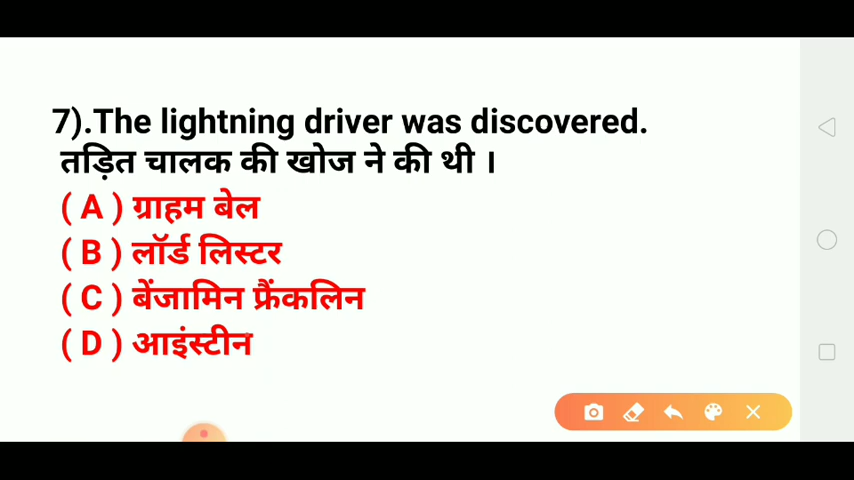 7).The lightning driver was discovered.
तड़ित चालक की खोज ने की थी ।
( A ) ग्राहम बेल
( B ) लॉर्ड लिस्टर
( C ) बेंजामिन फ्रैंकलिन
( D ) आइंस्टीन